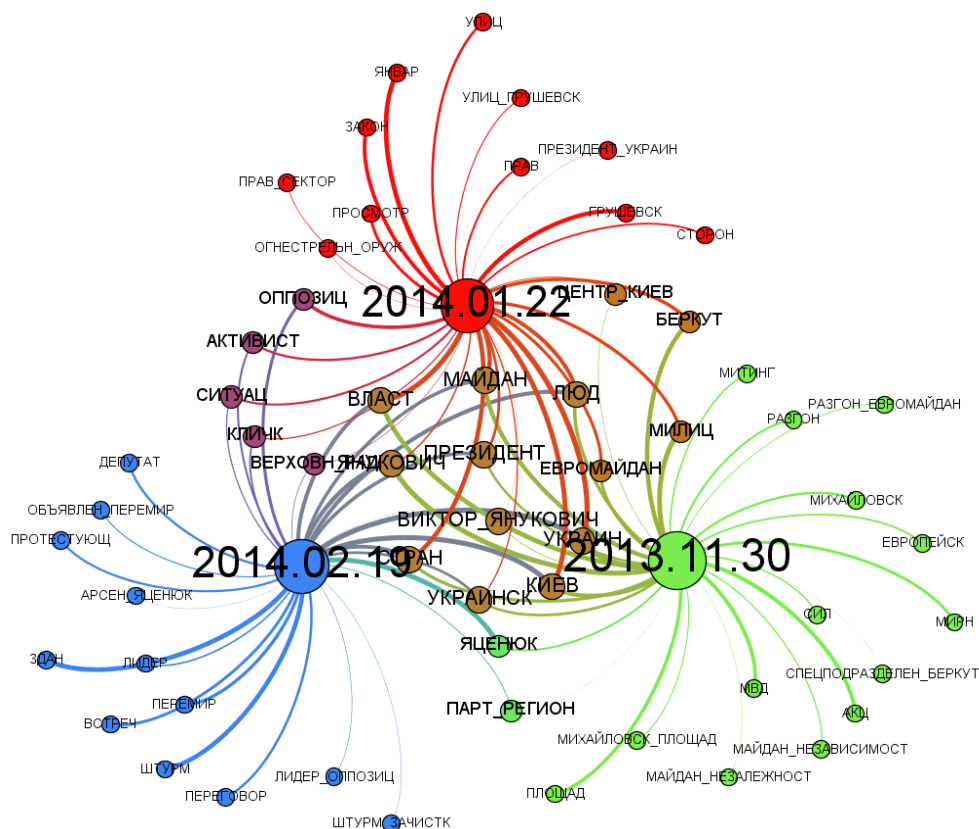 УЛИЦ
ЯНВАР
УЛИЦ_ГРУШЕВСК
ЗАКОН
ПРЕЗИДЕНТ_УКРАИН
ПРАВ
ПРАВ_СЕКТОР
ПРОСМОТР
ГРУШЕВСК
СТОРОН
ОГНЕСТРЕЛЬН_ОРУЖ
ОППОЗИЦ
2014.01.22
ЦЕНТР_КИЕВ
БЕРКУТ
АКТИВИСТ
МАЙДАН
МИТИНГ
СИТУАЦ
ВЛАСТ
ЛЮД
РАЗГОН_ЕВРОМАЙДАН
РАЗГОН
КЛИЧК
МИЛИЦ
ПРЕЗИДЕНТ
ДЕПУТАТ
ВЕРХОВН_РАД
ЯНУКОВИЧ
ЕВРОМАЙДАН
МИХАЙЛОВСК
ОБЪЯВЛЕН_ПЕРЕМИР
ВИКТОР_ЯНУКОВИЧ
ПРОТЕСТУЮЩ
УКРАИН
ЕВРОПЕЙСК
2014.02.19
СТРАН
2013.11.30
КИЕВ
АРСЕН_ЯЦЕНЮК
УКРАИНСК
СИЛ
МИРН
ЯЦЕНЮК
ЗДАН
ЛИДЕР
СПЕЦПОДРАЗДЕЛЕН_БЕРКУТ
МВД
ПЕРЕМИР
ПАРТ_РЕГИОН
АКЦ
ВСТРЕЧ
МИХАЙЛОВСК_ПЛОЩАД
МАЙДАН_НЕЗАВИСИМОСТ
ШТУРМ
ЛИДЕР_ОППОЗИЦ
МАЙДАН_НЕЗАЛЕЖНОСТ
ПЕРЕГОВОР
ПЛОЩАД
ШТУРМ_ЗАЧИСТК